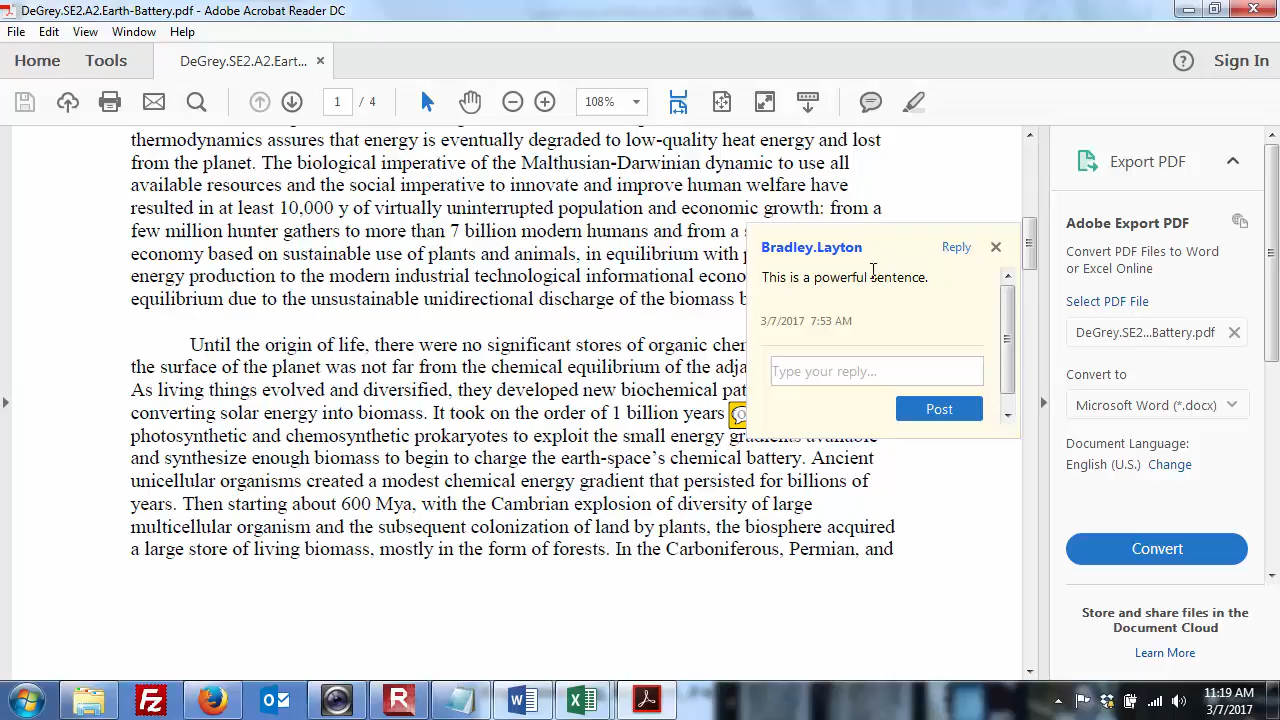 DeGrey.SE2.A2.Earth-Battery.pdf - Adobe Acrobat Reader DC
File Edit View Window Help
Home Tools DeGrey.SE2.A2.Eart... × Sign In
1 / 4 108%
thermodynamics assures that energy is eventually degraded to low-quality heat energy and lost
from the planet. The biological imperative of the Malthusian-Darwinian dynamic to use all
available resources and the social imperative to innovate and improve human welfare have
resulted in at least 10,000 y of virtually uninterrupted population and economic growth: from a
few million hunter gathers to more than 7 billion modern humans and from a
economy based on sustainable use of plants and animals, in equilibrium with
energy production to the modern industrial technological informational
equilibrium due to the unsustainable unidirectional discharge of the biomass
Until the origin of life, there were no significant stores of organic
the surface of the planet was not far from the chemical equilibrium of the
As living things evolved and diversified, they developed new biochemical
converting solar energy into biomass. It took on the order of 1 billion years
photosynthetic and chemosynthetic prokaryotes to exploit the small energy gradients available
and synthesize enough biomass to begin to charge the earth-space's chemical battery. Ancient
unicellular organisms created a modest chemical energy gradient that persisted for billions of
years. Then starting about 600 Mya, with the Cambrian explosion of diversity of large
multicellular organism and the subsequent colonization of land by plants, the biosphere acquired
a large store of living biomass, mostly in the form of forests. In the Carboniferous, Permian, and
Bradley.Layton Reply
This is a powerful sentence.
3/7/2017 7:53 AM
Type your reply...
Post
Export PDF
Adobe Export PDF
Convert PDF Files to Word
or Excel Online
Select PDF File
DeGrey.SE2...Battery.pdf
Convert to
Microsoft Word (*.docx)
Document Language:
English (U.S.) Change
Convert
Store and share files in the
Document Cloud
Learn More
11:19 AM
3/7/2017